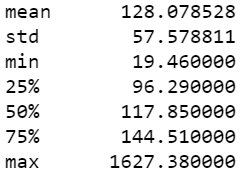 mean 128.078528
std 57.578811
min 19.460000
25% 96.290000
50% 117.850000
75% 144.510000
max 1627.380000